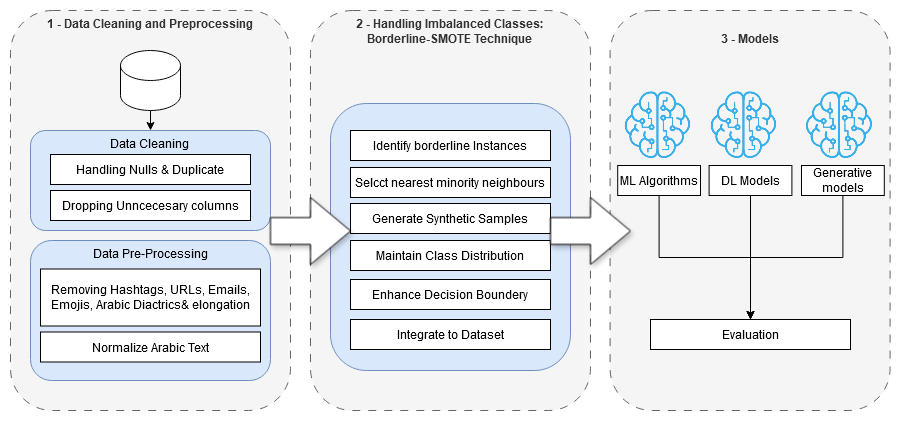 1 - Data Cleaning and Preprocessing
Data Cleaning
Handling Nulls & Duplicate
Dropping Unncecesary columns
Data Pre-Processing
Removing Hashtags, URLs, Emails,
Emojis, Arabic Diactrics& elongation
Normalize Arabic Text
2 - Handling Imbalanced Classes:
Borderline-SMOTE Technique
Identify borderline Instances
Selcct nearest minority neighbours
Generate Synthetic Samples
Maintain Class Distribution
Enhance Decision Boundery
Integrate to Dataset
3 - Models
ML Algorithms
DL Models
Generative
models
Evaluation